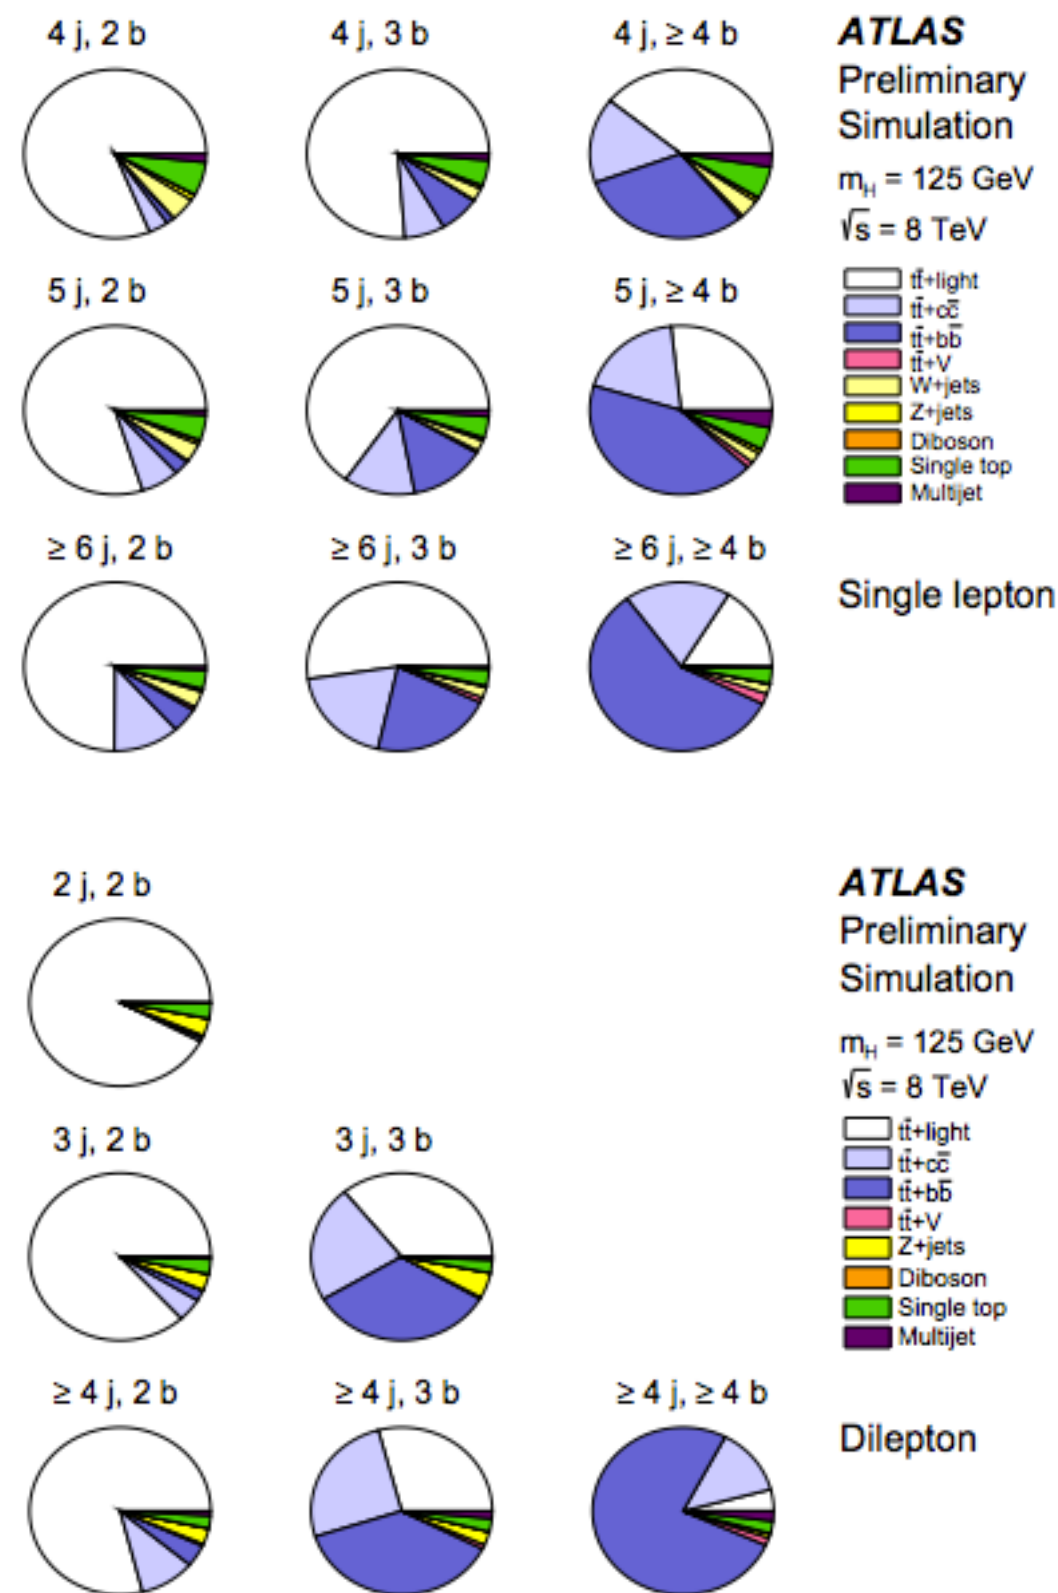 4 j, 2 b
4 j, 3 b
4 j, ≥ 4 b
ATLAS
Preliminary
Simulation
m_H = 125 GeV
√s = 8 TeV
5 j, 2 b
5 j, 3 b
5 j, ≥ 4 b
tt̄+light
tt̄+cc̄
tt̄+bb̄
tt̄+V
W+jets
Z+jets
Diboson
Single top
Multijet
≥ 6 j, 2 b
≥ 6 j, 3 b
≥ 6 j, ≥ 4 b
Single lepton
2 j, 2 b
ATLAS
Preliminary
Simulation
m_H = 125 GeV
√s = 8 TeV
3 j, 2 b
3 j, 3 b
tt̄+light
tt̄+cc̄
tt̄+bb̄
tt̄+V
Z+jets
Diboson
Single top
Multijet
≥ 4 j, 2 b
≥ 4 j, 3 b
≥ 4 j, ≥ 4 b
Dilepton